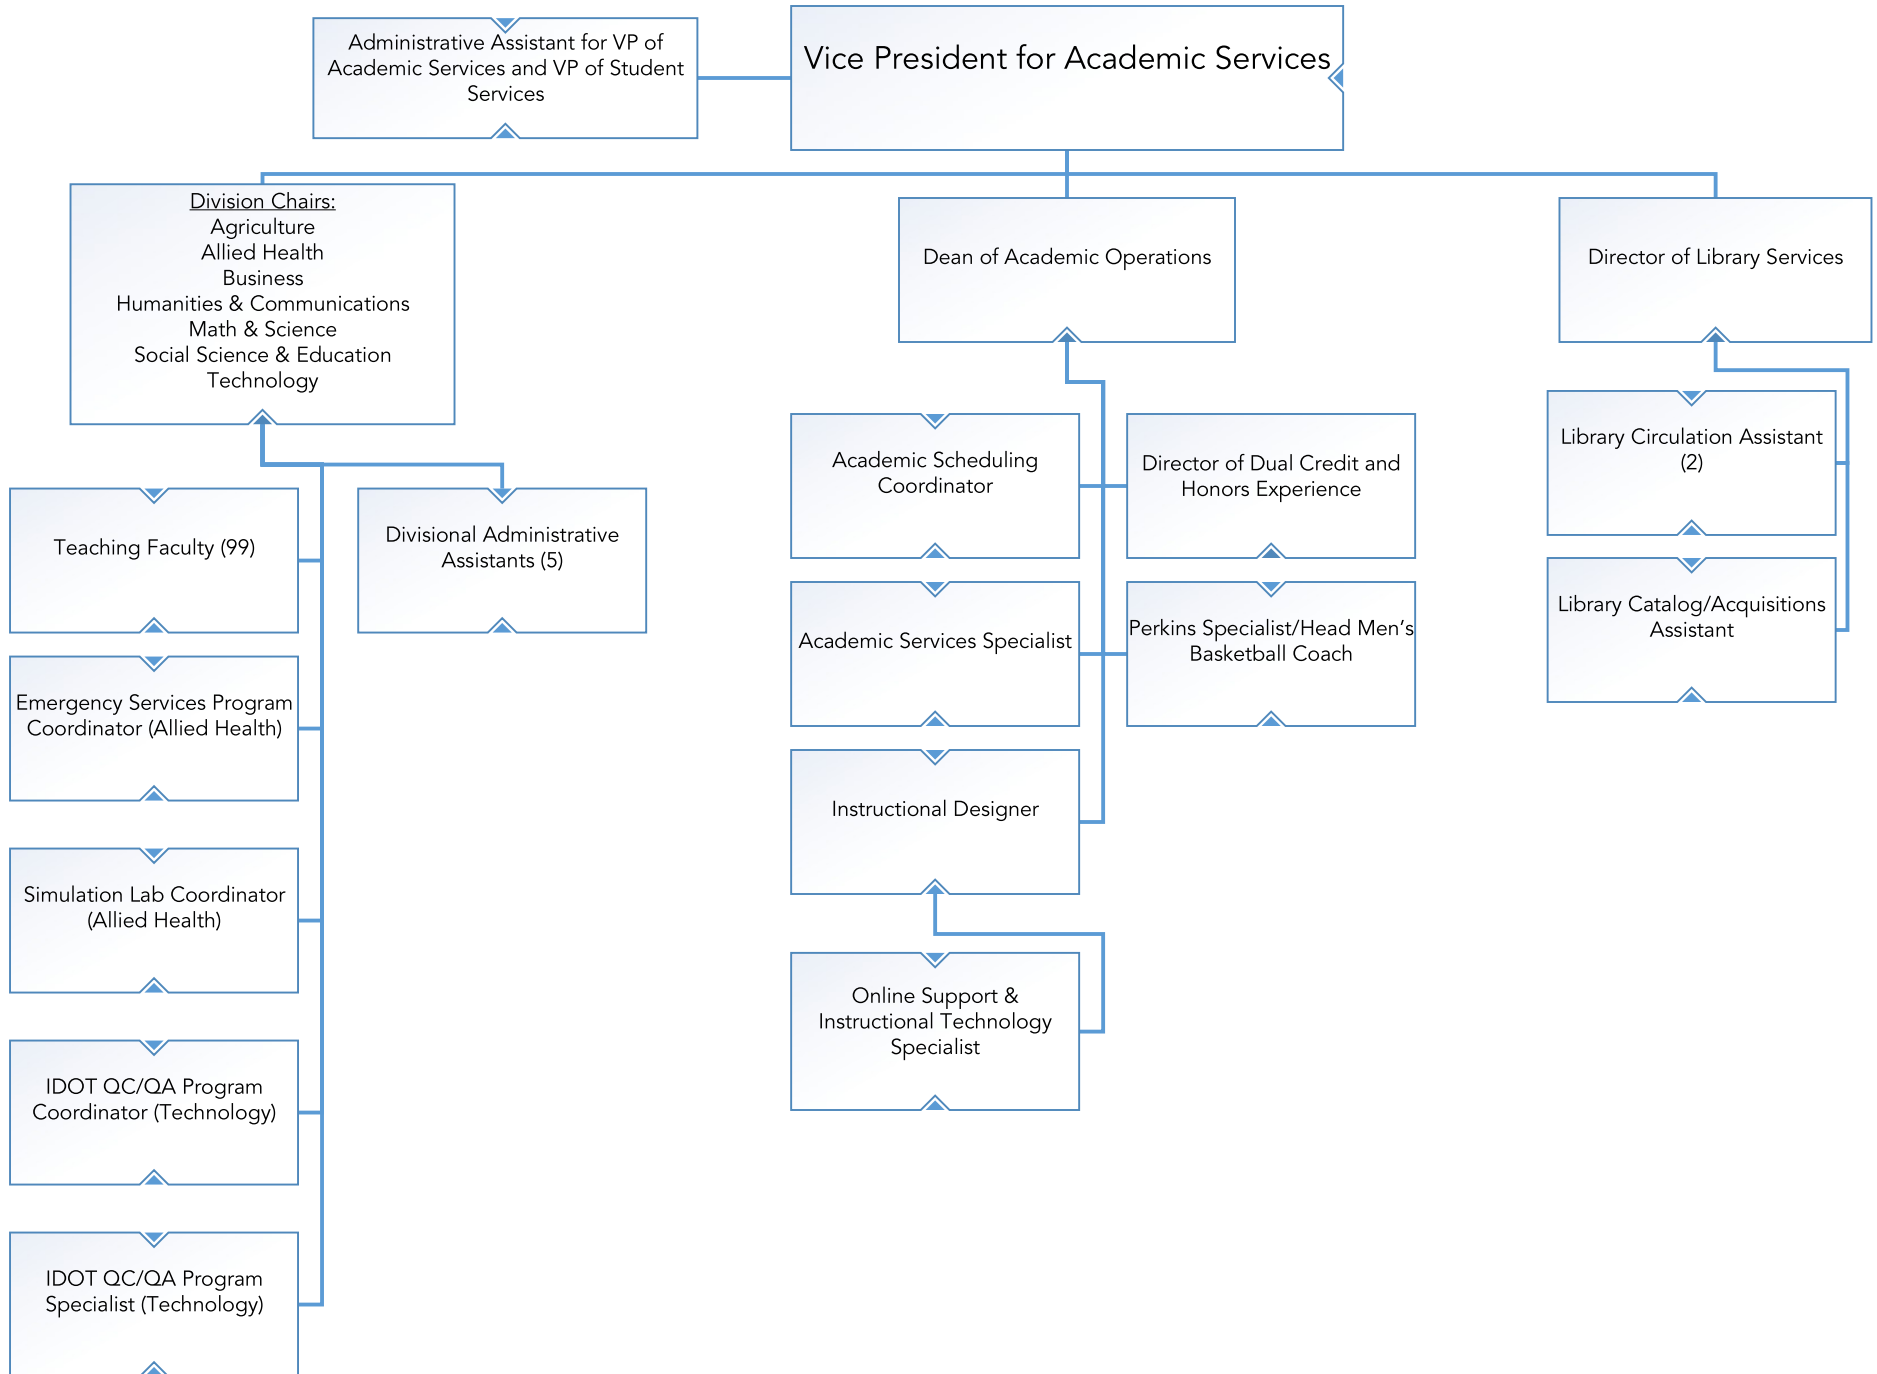 Administrative Assistant for VP of
Academic Services and VP of Student
Services
Vice President for Academic Services
Division Chairs:
Agriculture
Allied Health
Business
Humanities & Communications
Math & Science
Social Science & Education
Technology
Dean of Academic Operations
Director of Library Services
Teaching Faculty (99)
Divisional Administrative
Assistants (5)
Emergency Services Program
Coordinator (Allied Health)
Simulation Lab Coordinator
(Allied Health)
IDOT QC/QA Program
Coordinator (Technology)
IDOT QC/QA Program
Specialist (Technology)
Academic Scheduling
Coordinator
Director of Dual Credit and
Honors Experience
Academic Services Specialist
Perkins Specialist/Head Men’s
Basketball Coach
Instructional Designer
Online Support &
Instructional Technology
Specialist
Library Circulation Assistant
(2)
Library Catalog/Acquisitions
Assistant